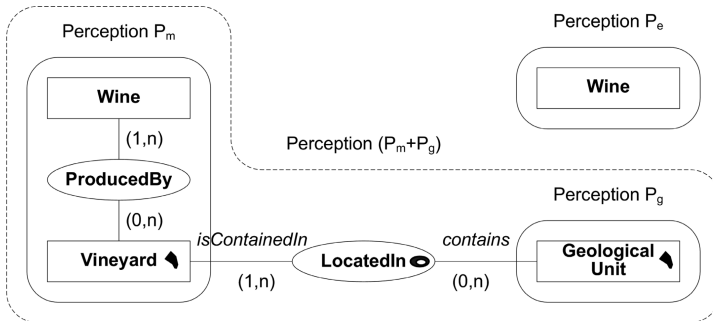 Perception Pm
Perception Pe
Wine
Wine
(1,n)
Perception (Pm+Pg)
ProducedBy
Perception Pg
(0,n)
isContainedIn
contains
Vineyard
LocatedIn
Geological
Unit
(1,n)
(0,n)